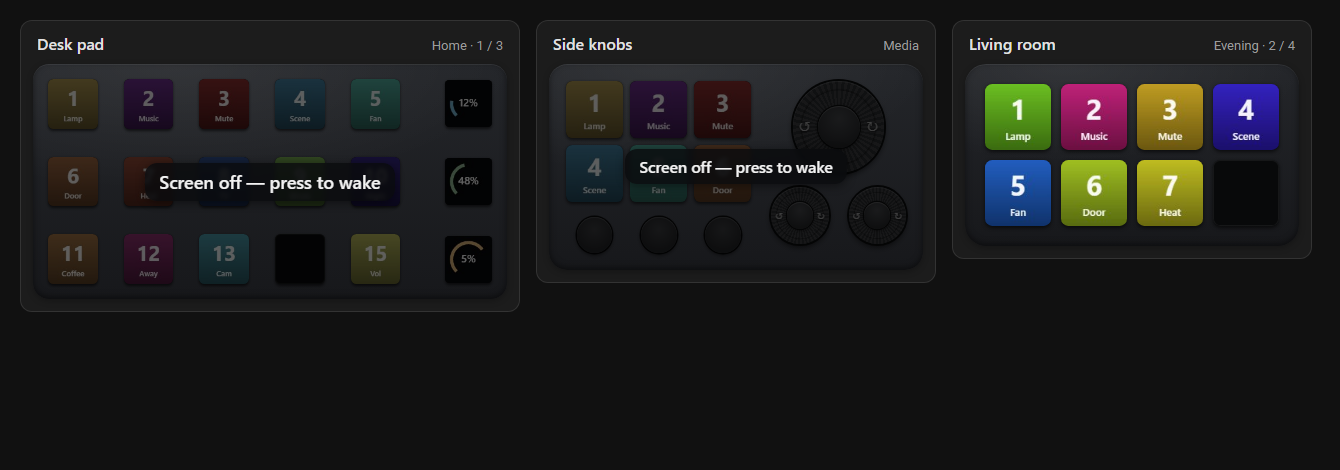 Desk pad
Home · 1 / 3
1
Lamp
2
Music
3
Mute
4
Scene
5
Fan
12%
6
Door
Screen off — press to wake
48%
11
Coffee
12
Away
13
Cam
15
Vol
5%
Side knobs
Media
1
Lamp
2
Music
3
Mute
↺
↻
4
Scene
Screen off — press to wake
Fan
Door
↺
↻
↺
↻
Living room
Evening · 2 / 4
1
Lamp
2
Music
3
Mute
4
Scene
5
Fan
6
Door
7
Heat